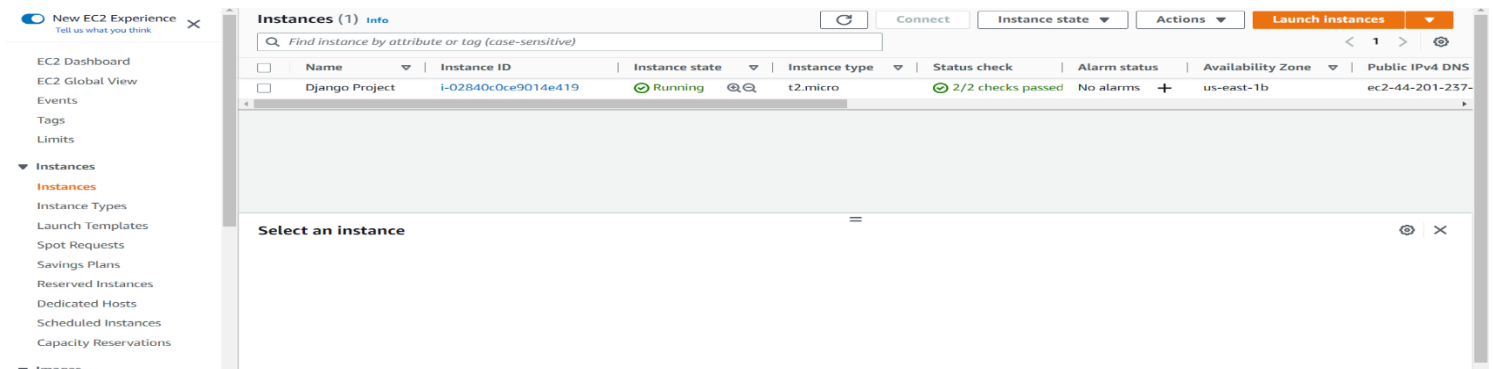 New EC2 Experience
Tell us what you think
EC2 Dashboard
EC2 Global View
Events
Tags
Limits
Instances
Instances
Instance Types
Launch Templates
Spot Requests
Savings Plans
Reserved Instances
Dedicated Hosts
Scheduled Instances
Capacity Reservations
Instances (1) Info
Connect Instance state Actions Launch instances
Find instance by attribute or tag (case-sensitive)
1
Name Instance ID Instance state Instance type Status check Alarm status Availability Zone Public IPv4 DNS
Django Project i-02840c0ce9014e419 Running t2.micro 2/2 checks passed No alarms us-east-1b ec2-44-201-237-
Select an instance